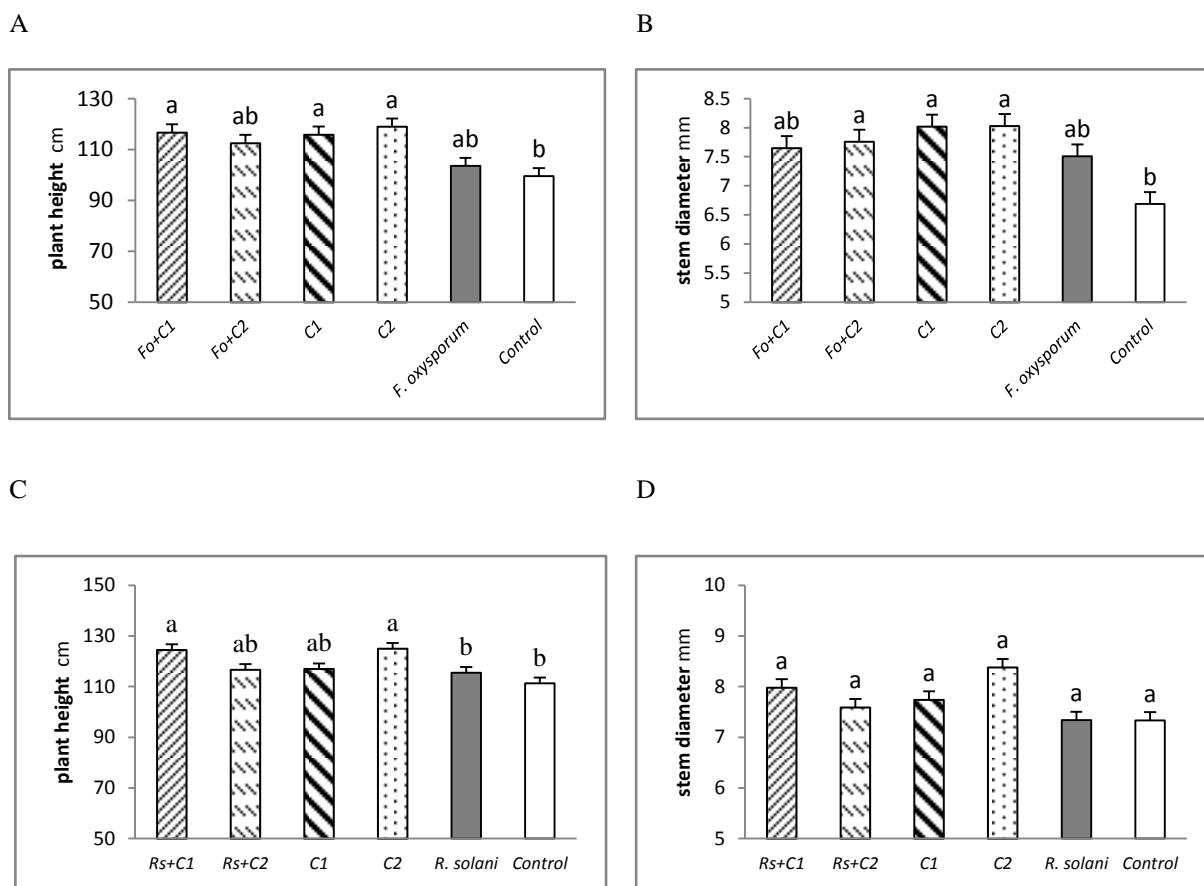 A
B
130
110
90
70
50
plant height cm
a
ab
a
a
ab
b
Fo+C1
Fo+C2
C1
C2
F. oxysporum
Control
8.5
8
7.5
7
6.5
6
5.5
5
stem diameter mm
ab
a
a
a
ab
b
Fo+C1
Fo+C2
C1
C2
F. oxysporum
Control
C
D
150
130
110
90
70
50
plant height cm
a
ab
ab
a
b
b
Rs+C1 Rs+C2 C1 C2 R. solani Control
10
9
8
7
6
5
stem diameter mm
a
a
a
a
a
a
Rs+C1 Rs+C2 C1 C2 R. solani Control